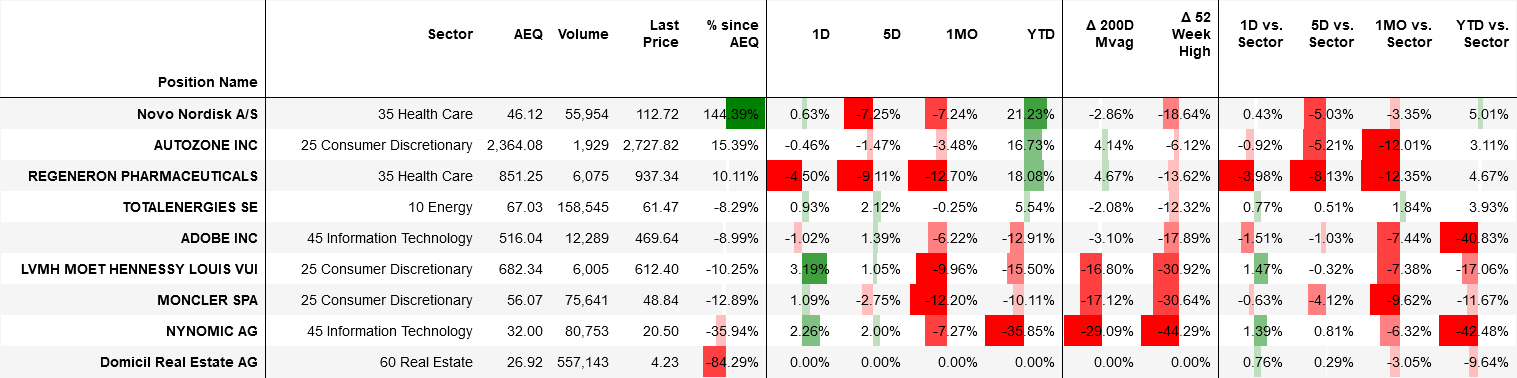 Position Name Sector AEQ Volume Last Price % since AEQ 1D 5D 1MO YTD Δ 200D Mvag Δ 52 Week High 1D vs. Sector 5D vs. Sector 1MO vs. Sector YTD vs. Sector
Novo Nordisk A/S 35 Health Care 46.12 55,954 112.72 144.39% 0.63% -7.25% -7.24% 21.23% -2.86% -18.64% 0.43% -5.03% -3.35% 5.01%
AUTOZONE INC 25 Consumer Discretionary 2,364.08 1,929 2,727.82 15.39% -0.46% -1.47% -3.48% 16.73% 4.14% -6.12% -0.92% -5.21% -12.01% 3.11%
REGENERON PHARMACEUTICALS 35 Health Care 851.25 6,075 937.34 10.11% -4.50% -9.11% -12.70% 18.08% 4.67% -13.62% -3.98% -8.13% -12.35% 4.67%
TOTALENERGIES SE 10 Energy 67.03 158,545 61.47 -8.29% 0.93% 2.12% -0.25% 5.54% -2.08% -12.32% 0.77% 0.51% 1.84% 3.93%
ADOBE INC 45 Information Technology 516.04 12,289 469.64 -8.99% -1.02% 1.39% -6.22% -12.91% -3.10% -17.89% -1.51% -1.03% -7.44% -40.83%
LVMH MOET HENNESSY LOUIS VUI 25 Consumer Discretionary 682.34 6,005 612.40 -10.25% 3.19% 1.05% -9.96% -15.50% -16.80% -30.92% 1.47% -0.32% -7.38% -17.06%
MONCLER SPA 25 Consumer Discretionary 56.07 75,641 48.84 -12.89% 1.09% -2.75% -12.20% -10.11% -17.12% -30.64% -0.63% -4.12% -9.62% -11.67%
NYNOMIC AG 45 Information Technology 32.00 80,753 20.50 -35.94% 2.26% 2.00% -7.27% -35.85% -29.09% -44.29% 1.39% 0.81% -6.32% -42.48%
Domicil Real Estate AG 60 Real Estate 26.92 557,143 4.23 -84.29% 0.00% 0.00% 0.00% 0.00% 0.00% 0.00% 0.76% 0.29% -3.05% -9.64%